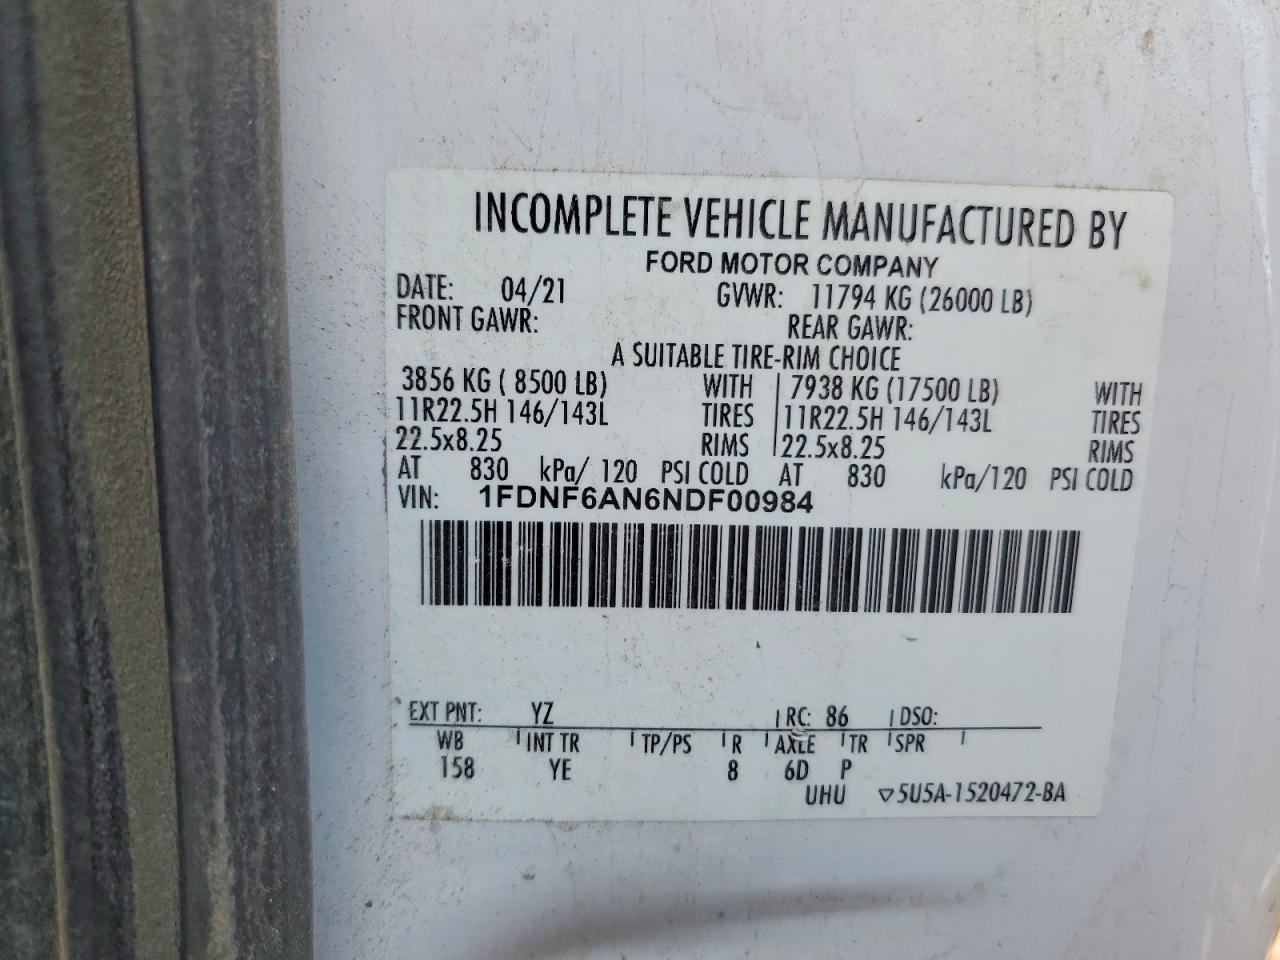 INCOMPLETE VEHICLE MANUFACTURED BY
FORD MOTOR COMPANY
DATE: 04/21 GVWR: 11794 KG (26000 LB)
FRONT GAWR: REAR GAWR:
A SUITABLE TIRE-RIM CHOICE
3856 KG ( 8500 LB) WITH 7938 KG (17500 LB) WITH
11R22.5H 146/143L TIRES 11R22.5H 146/143L TIRES
22.5x8.25 RIMS 22.5x8.25 RIMS
AT 830 kPa/ 120 PSI COLD AT 830 kPa/120 PSI COLD
VIN: 1FDNF6AN6NDF00984
EXT PNT: YZ RC: 86 DSO:
WB INT TR TP/PS R AXLE TR SPR
158 YE 8 6D P
UHU ▽5U5A-1520472-BA